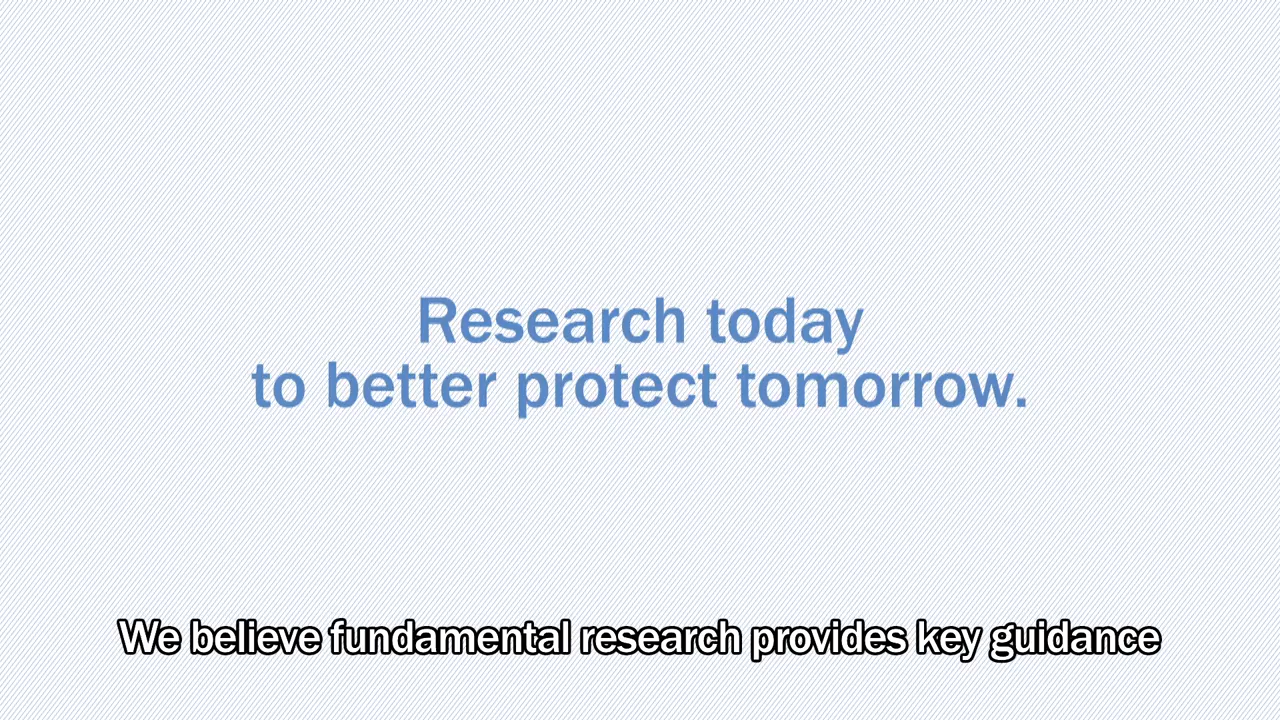 Research today
to better protect tomorrow.
We believe fundamental research provides key guidance